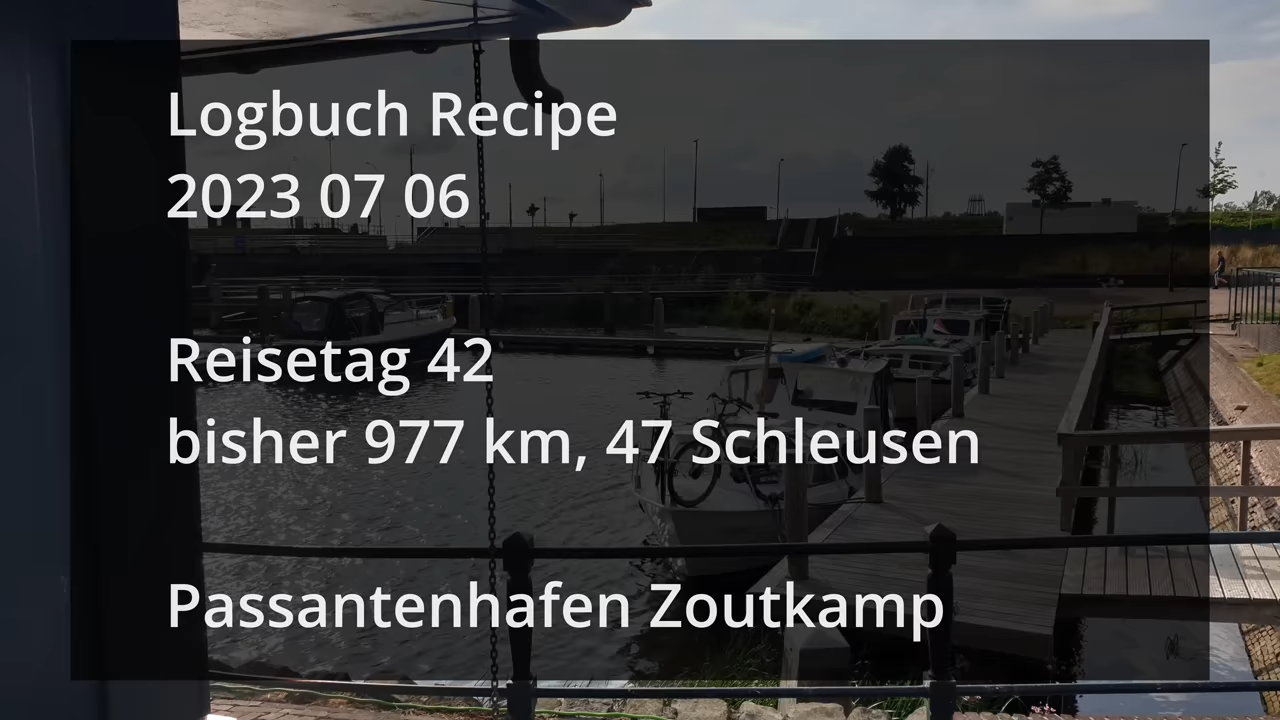 Logbuch Recipe
2023 07 06
Reisetag 42
bisher 977 km, 47 Schleusen
Passantenhafen Zoutkamp